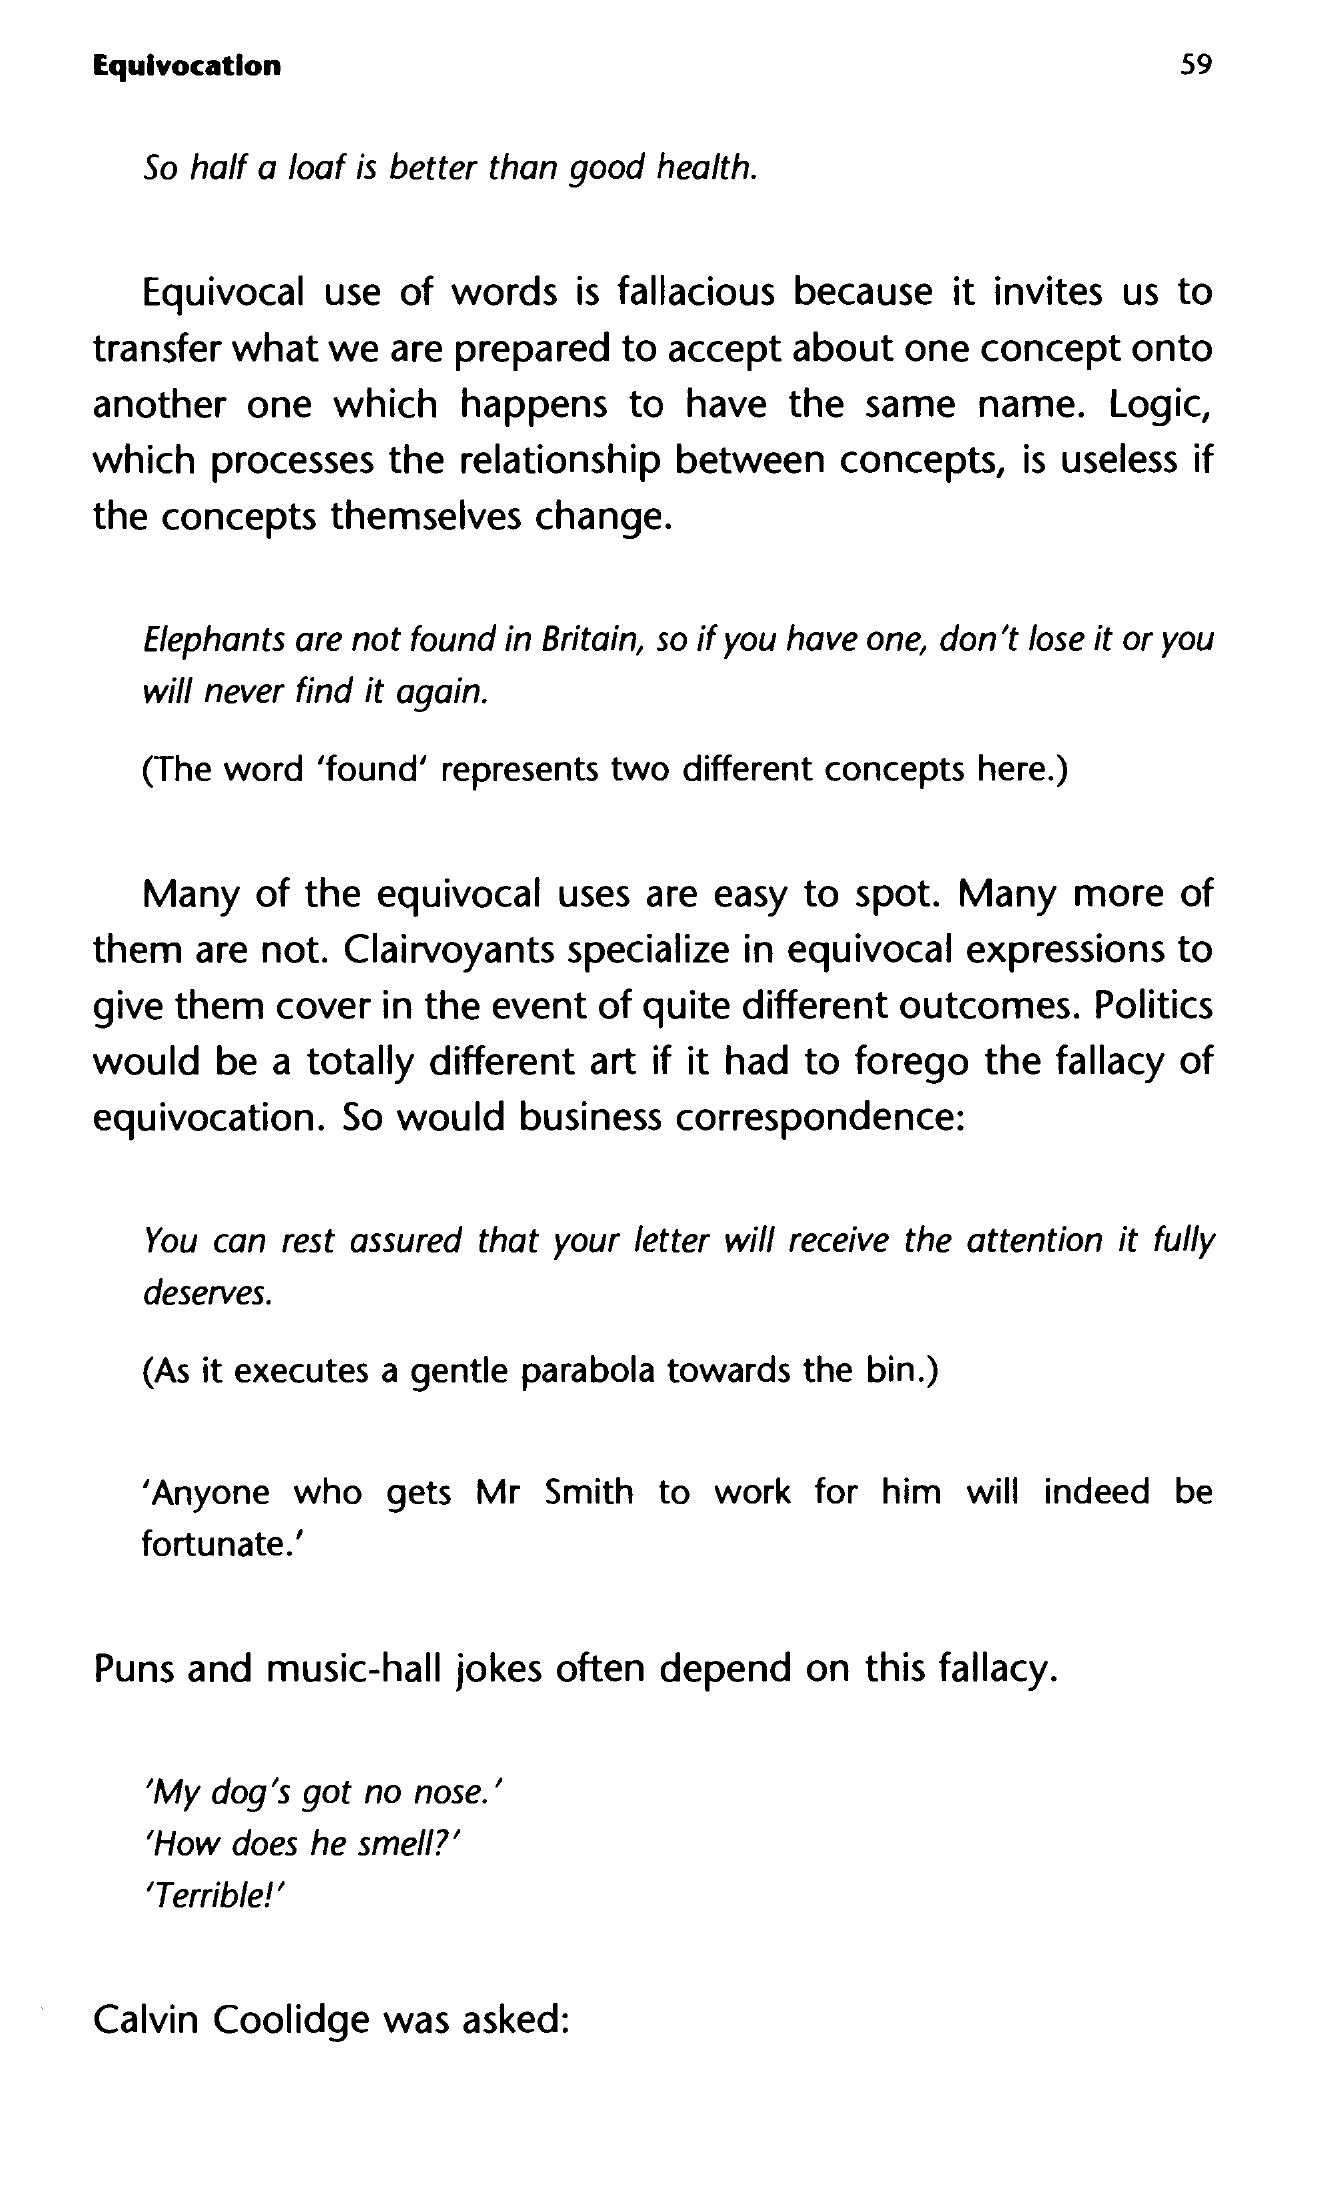 Equivocation 59
So half a loaf is better than good health.
Equivocal use of words is fallacious because it invites us to
transfer what we are prepared to accept about one concept onto
another one which happens to have the same name. Logic,
which processes the relationship between concepts, is useless if
the concepts themselves change.
Elephants are not found in Britain, so if you have one, don't lose it or you
will never find it again.
(The word 'found' represents two different concepts here.)
Many of the equivocal uses are easy to spot. Many more of
them are not. Clairvoyants specialize in equivocal expressions to
give them cover in the event of quite different outcomes. Politics
would be a totally different art if it had to forego the fallacy of
equivocation. So would business correspondence:
You can rest assured that your letter will receive the attention it fully
deserves.
(As it executes a gentle parabola towards the bin.)
'Anyone who gets Mr Smith to work for him will indeed be
fortunate.'
Puns and music-hall jokes often depend on this fallacy.
'My dog's got no nose.'
'How does he smell?'
'Terrible!'
Calvin Coolidge was asked: